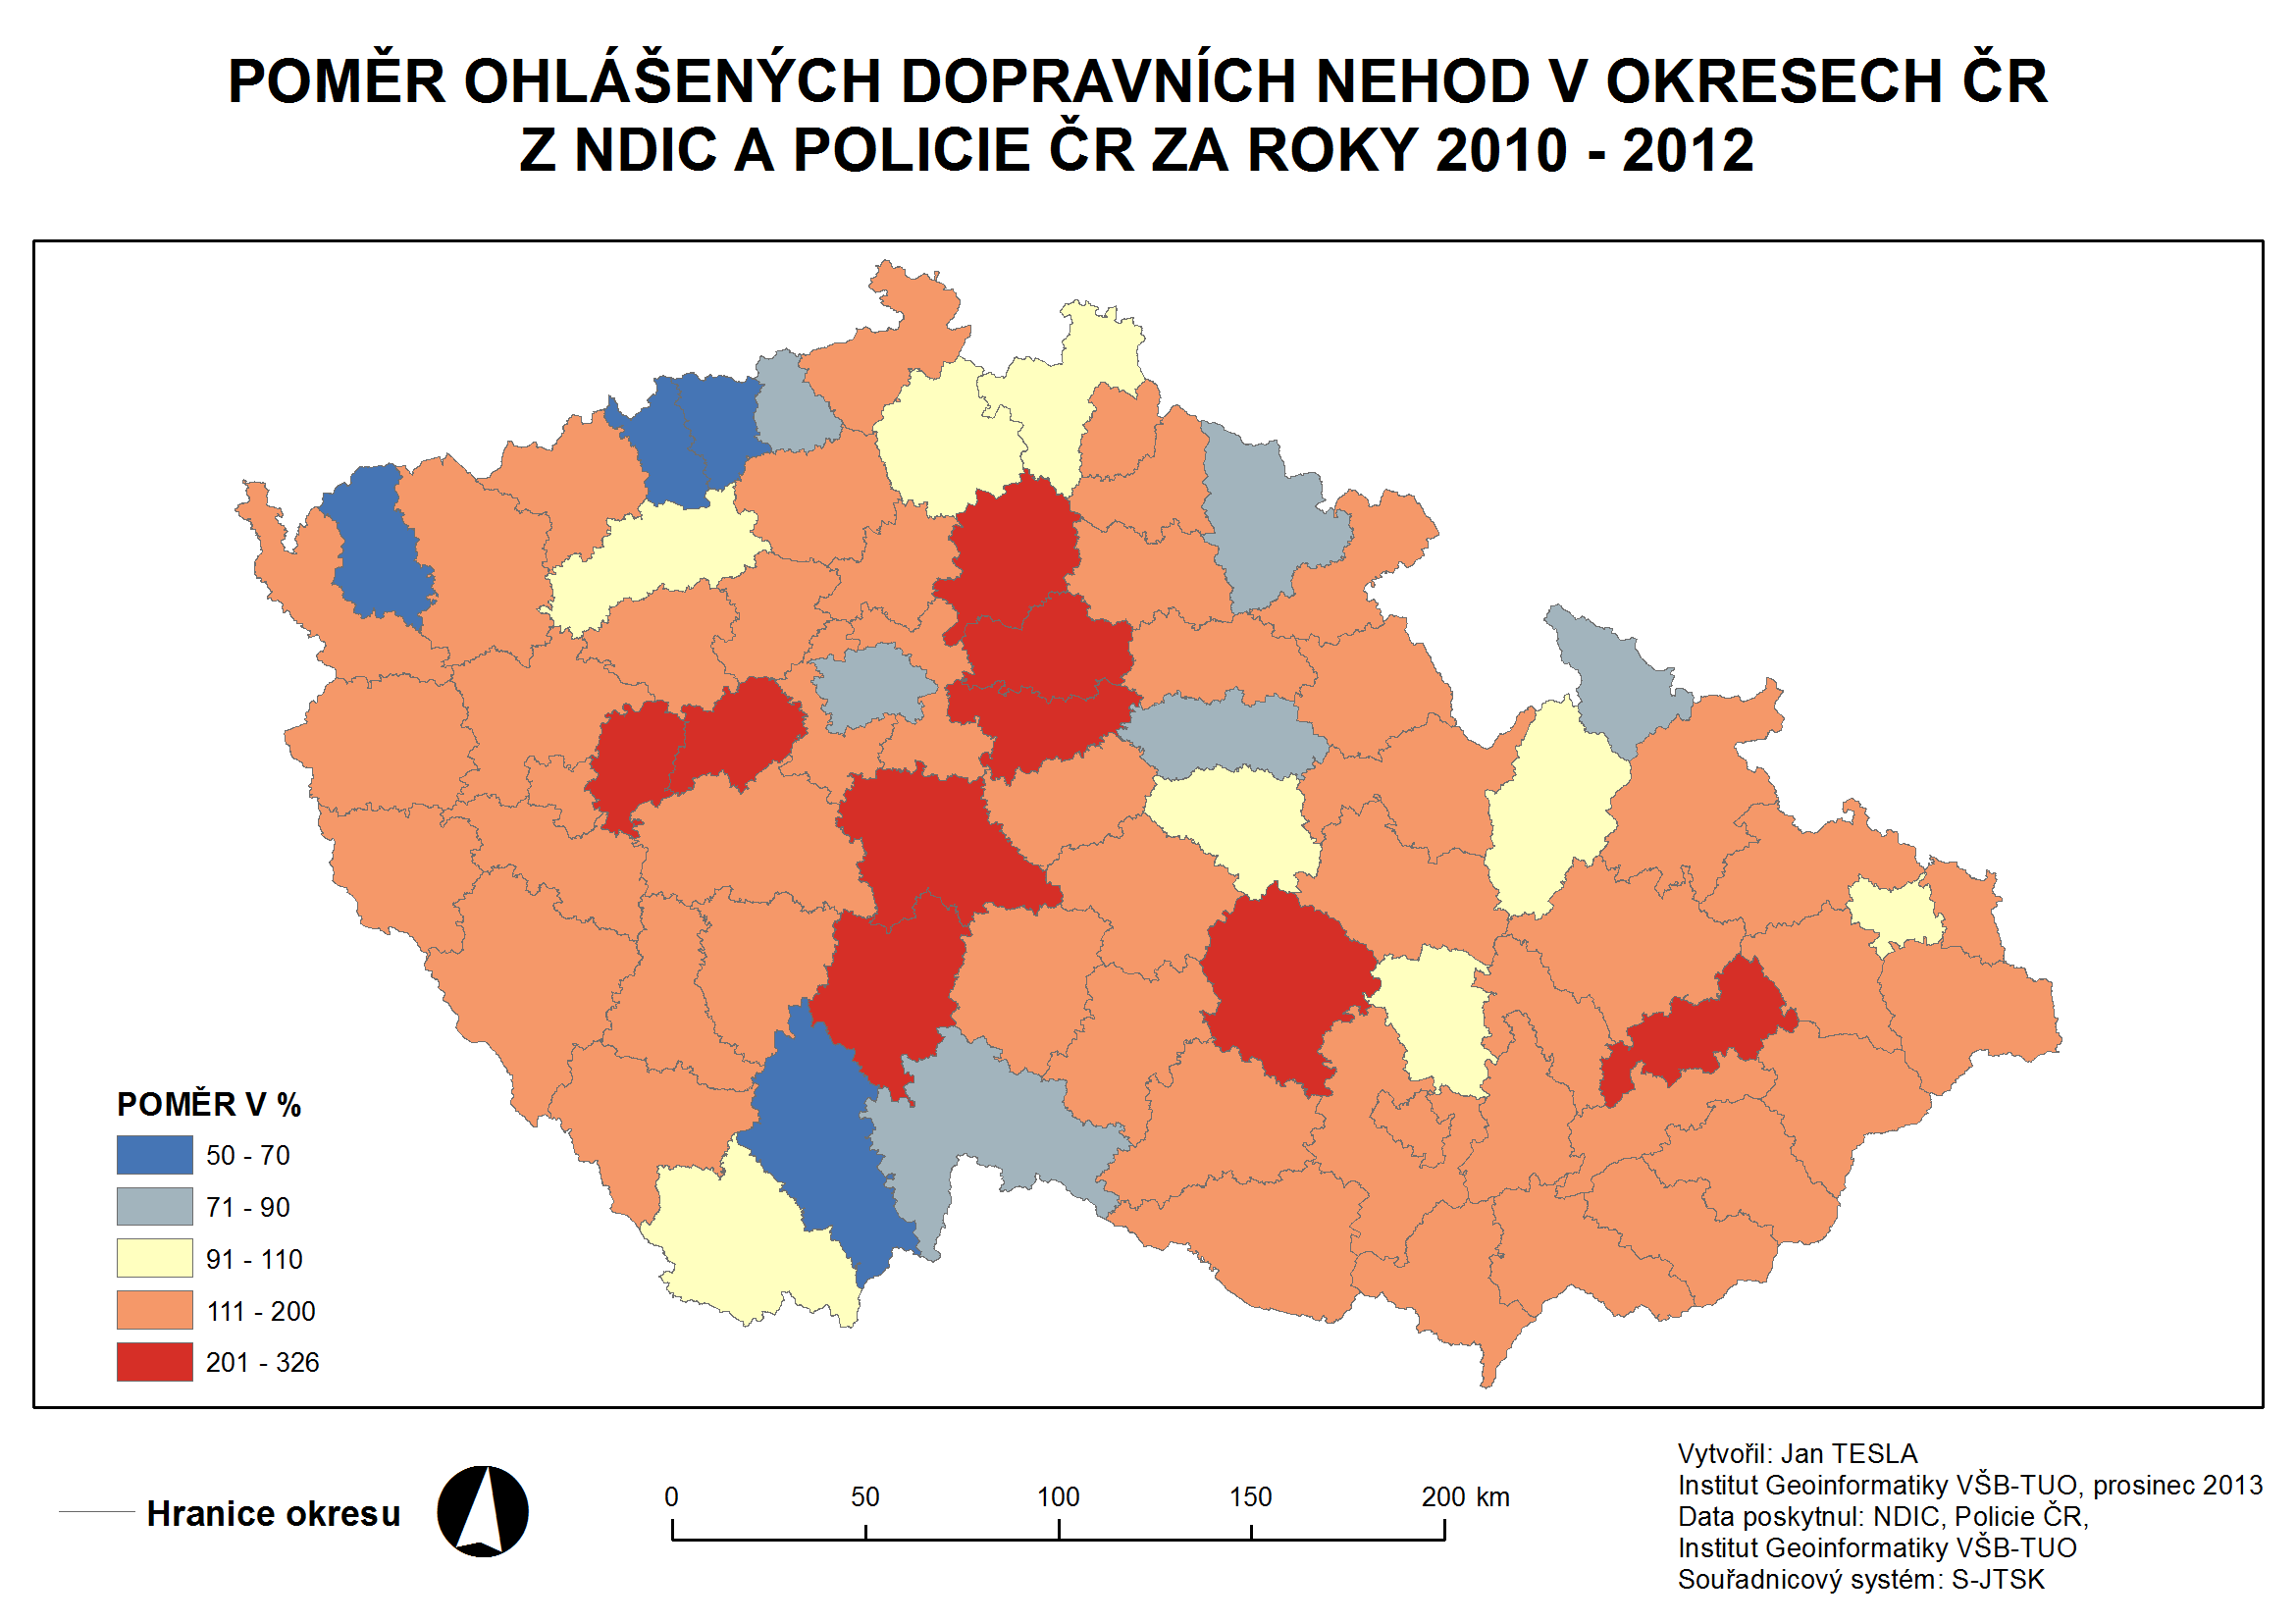 POMĚR OHLÁŠENÝCH DOPRAVNÍCH NEHOD V OKRESECH ČR
Z NDIC A POLICIE ČR ZA ROKY 2010 - 2012
POMĚR V %
50 - 70
71 - 90
91 - 110
111 - 200
201 - 326
Hranice okresu
0 50 100 150 200 km
Vytvořil: Jan TESLA
Institut Geoinformatiky VŠB-TUO, prosinec 2013
Data poskytnul: NDIC, Policie ČR,
Institut Geoinformatiky VŠB-TUO
Souřadnicový systém: S-JTSK